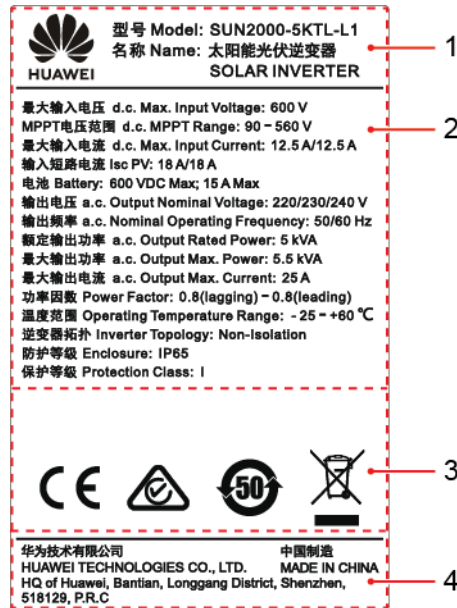 HUAWEI
型号 Model: SUN2000-5KTL-L1
名称 Name: 太阳能光伏逆变器
SOLAR INVERTER
1
最大输入电压 d.c. Max. Input Voltage: 600 V
MPPT电压范围 d.c. MPPT Range: 90 - 560 V
2
最大输入电流 d.c. Max. Input Current: 12.5 A/12.5 A
输入短路电流 Isc PV: 18 A/18 A
电池 Battery: 600 VDC Max; 15 A Max
输出电压 a.c. Output Nominal Voltage: 220/230/240 V
输出频率 a.c. Nominal Operating Frequency: 50/60 Hz
额定输出功率 a.c. Output Rated Power: 5 kVA
最大输出功率 a.c. Output Max. Power: 5.5 kVA
最大输出电流 a.c. Output Max. Current: 25 A
功率因数 Power Factor: 0.8(lagging) - 0.8(leading)
温度范围 Operating Temperature Range: - 25 - +60 ℃
逆变器拓扑 Inverter Topology: Non-Isolation
防护等级 Enclosure: IP65
保护等级 Protection Class: I
CE
50
3
华为技术有限公司 中国制造
HUAWEI TECHNOLOGIES CO., LTD. MADE IN CHINA
HQ of Huawei, Bantian, Longgang District, Shenzhen,
518129, P.R.C
4